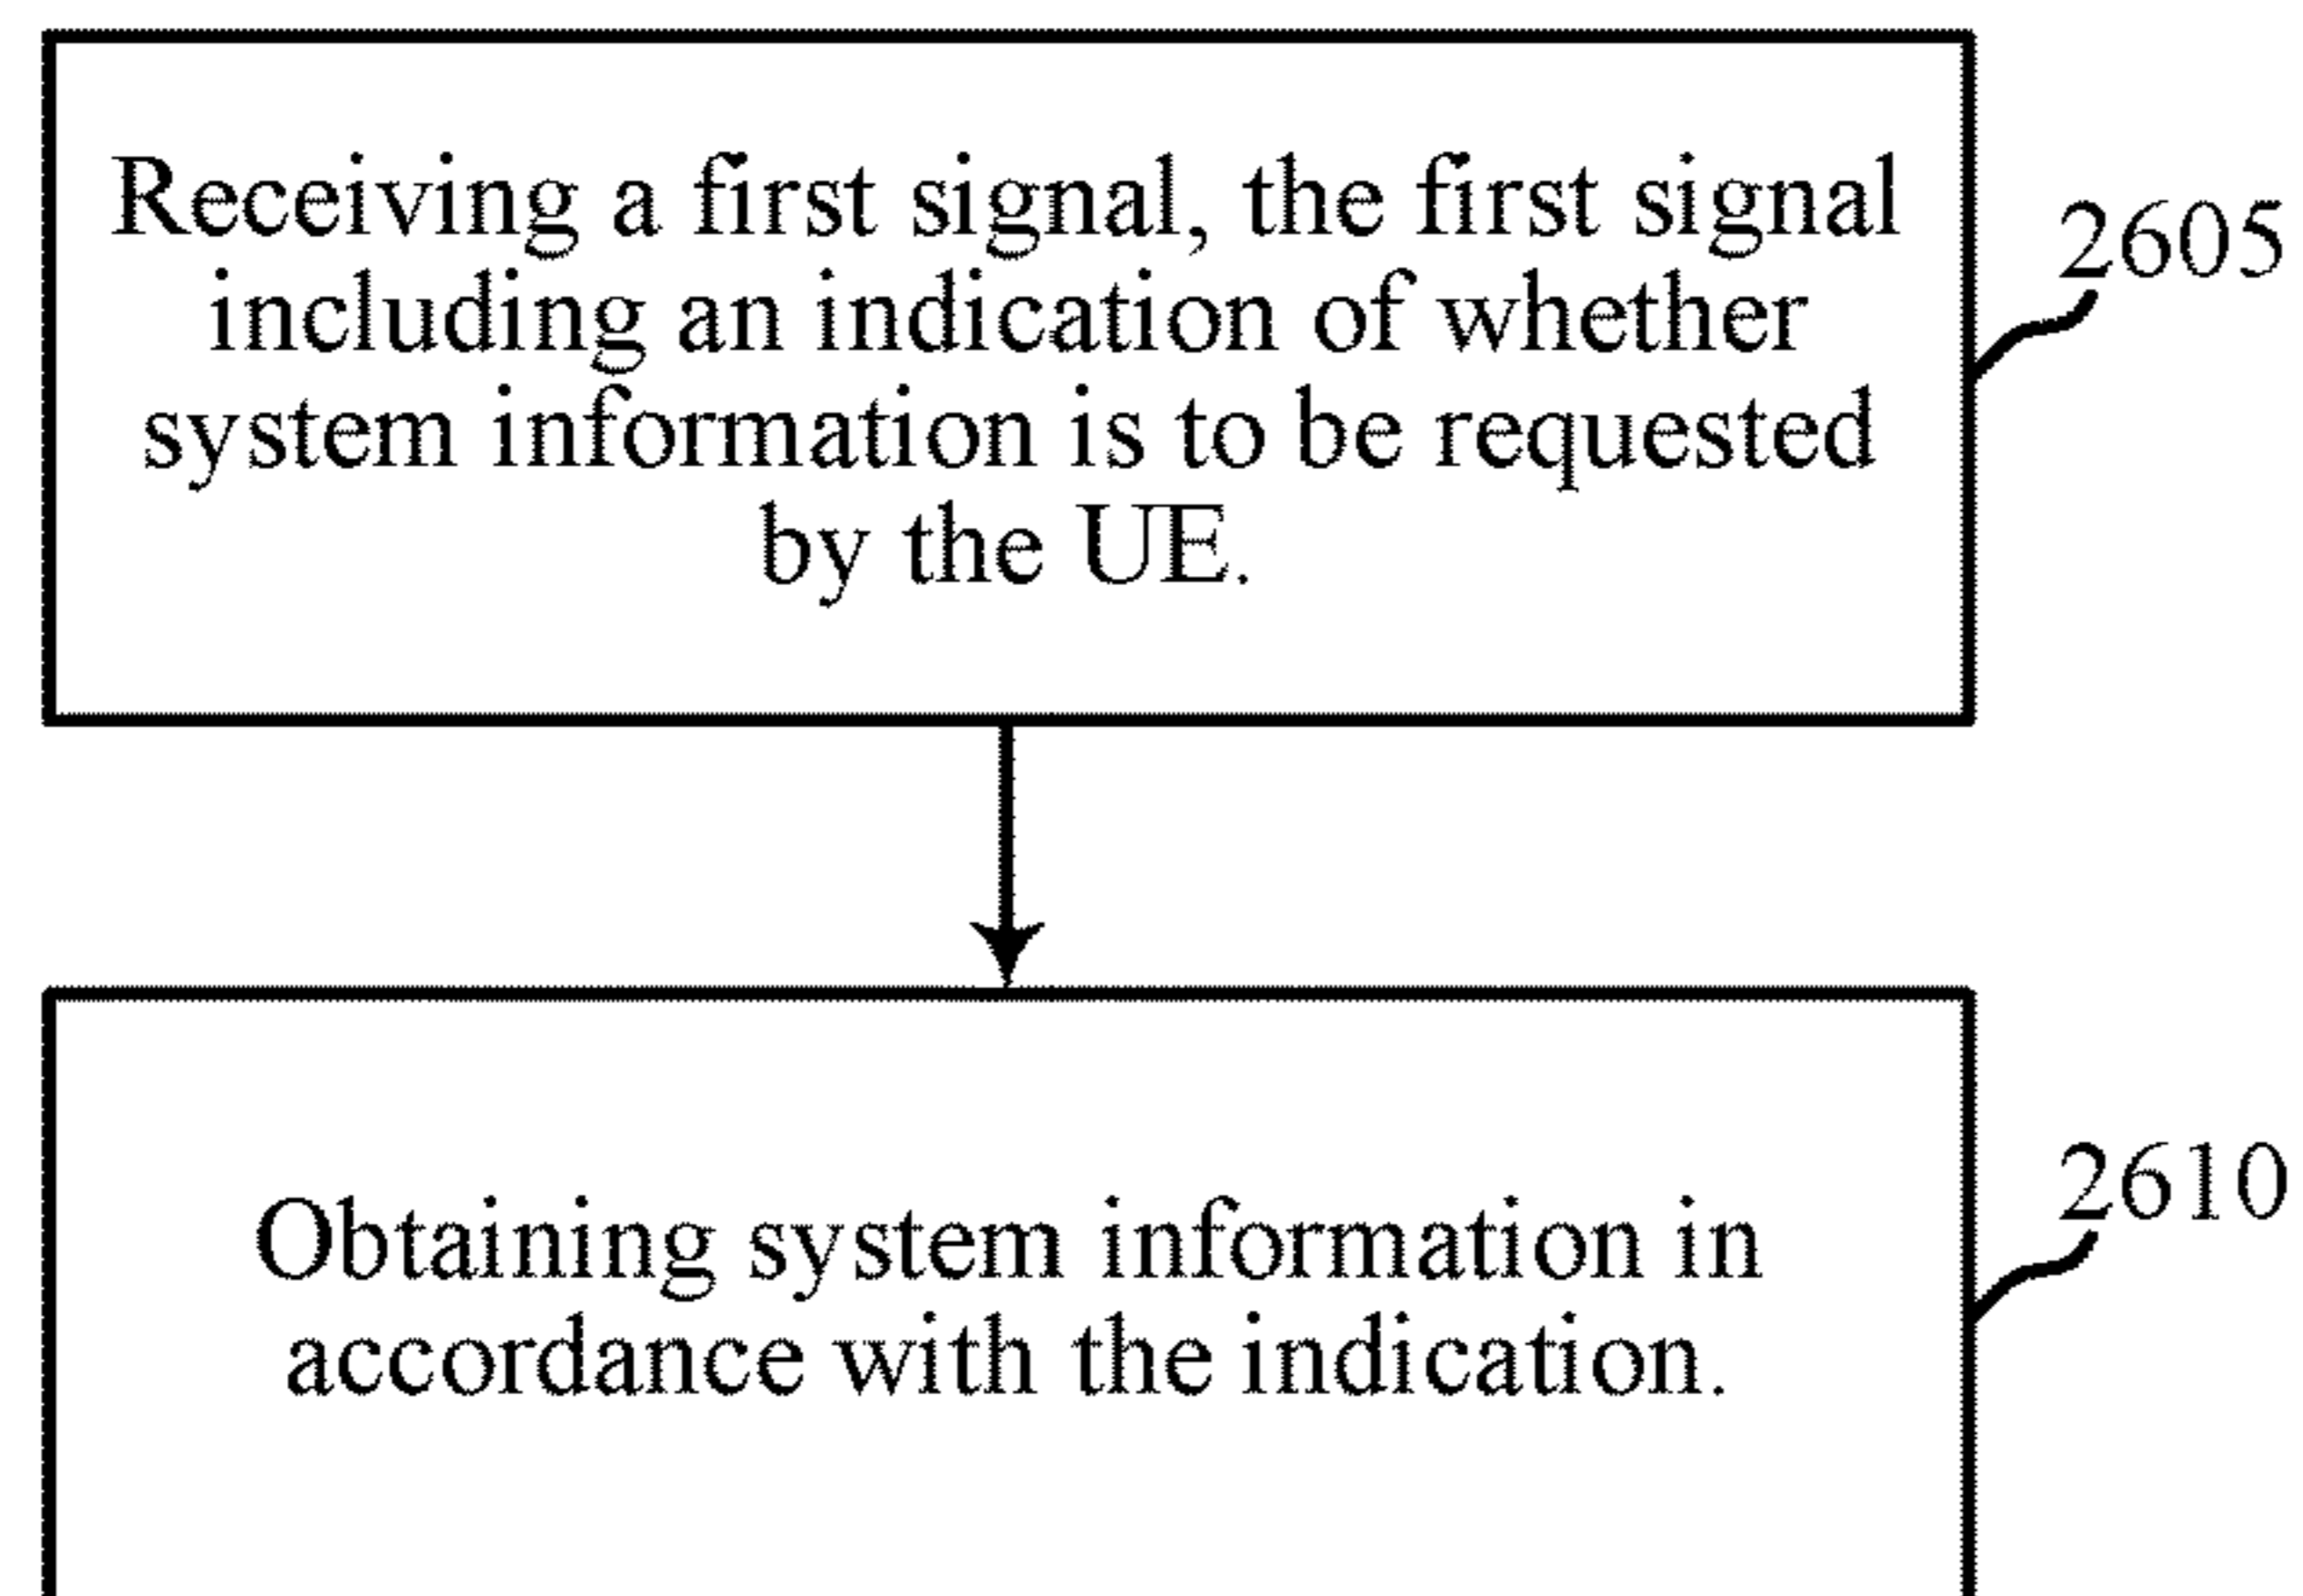 Receiving a first signal, the first signal
including an indication of whether
system information is to be requested
by the UE.
2605
Obtaining system information in
accordance with the indication.
2610